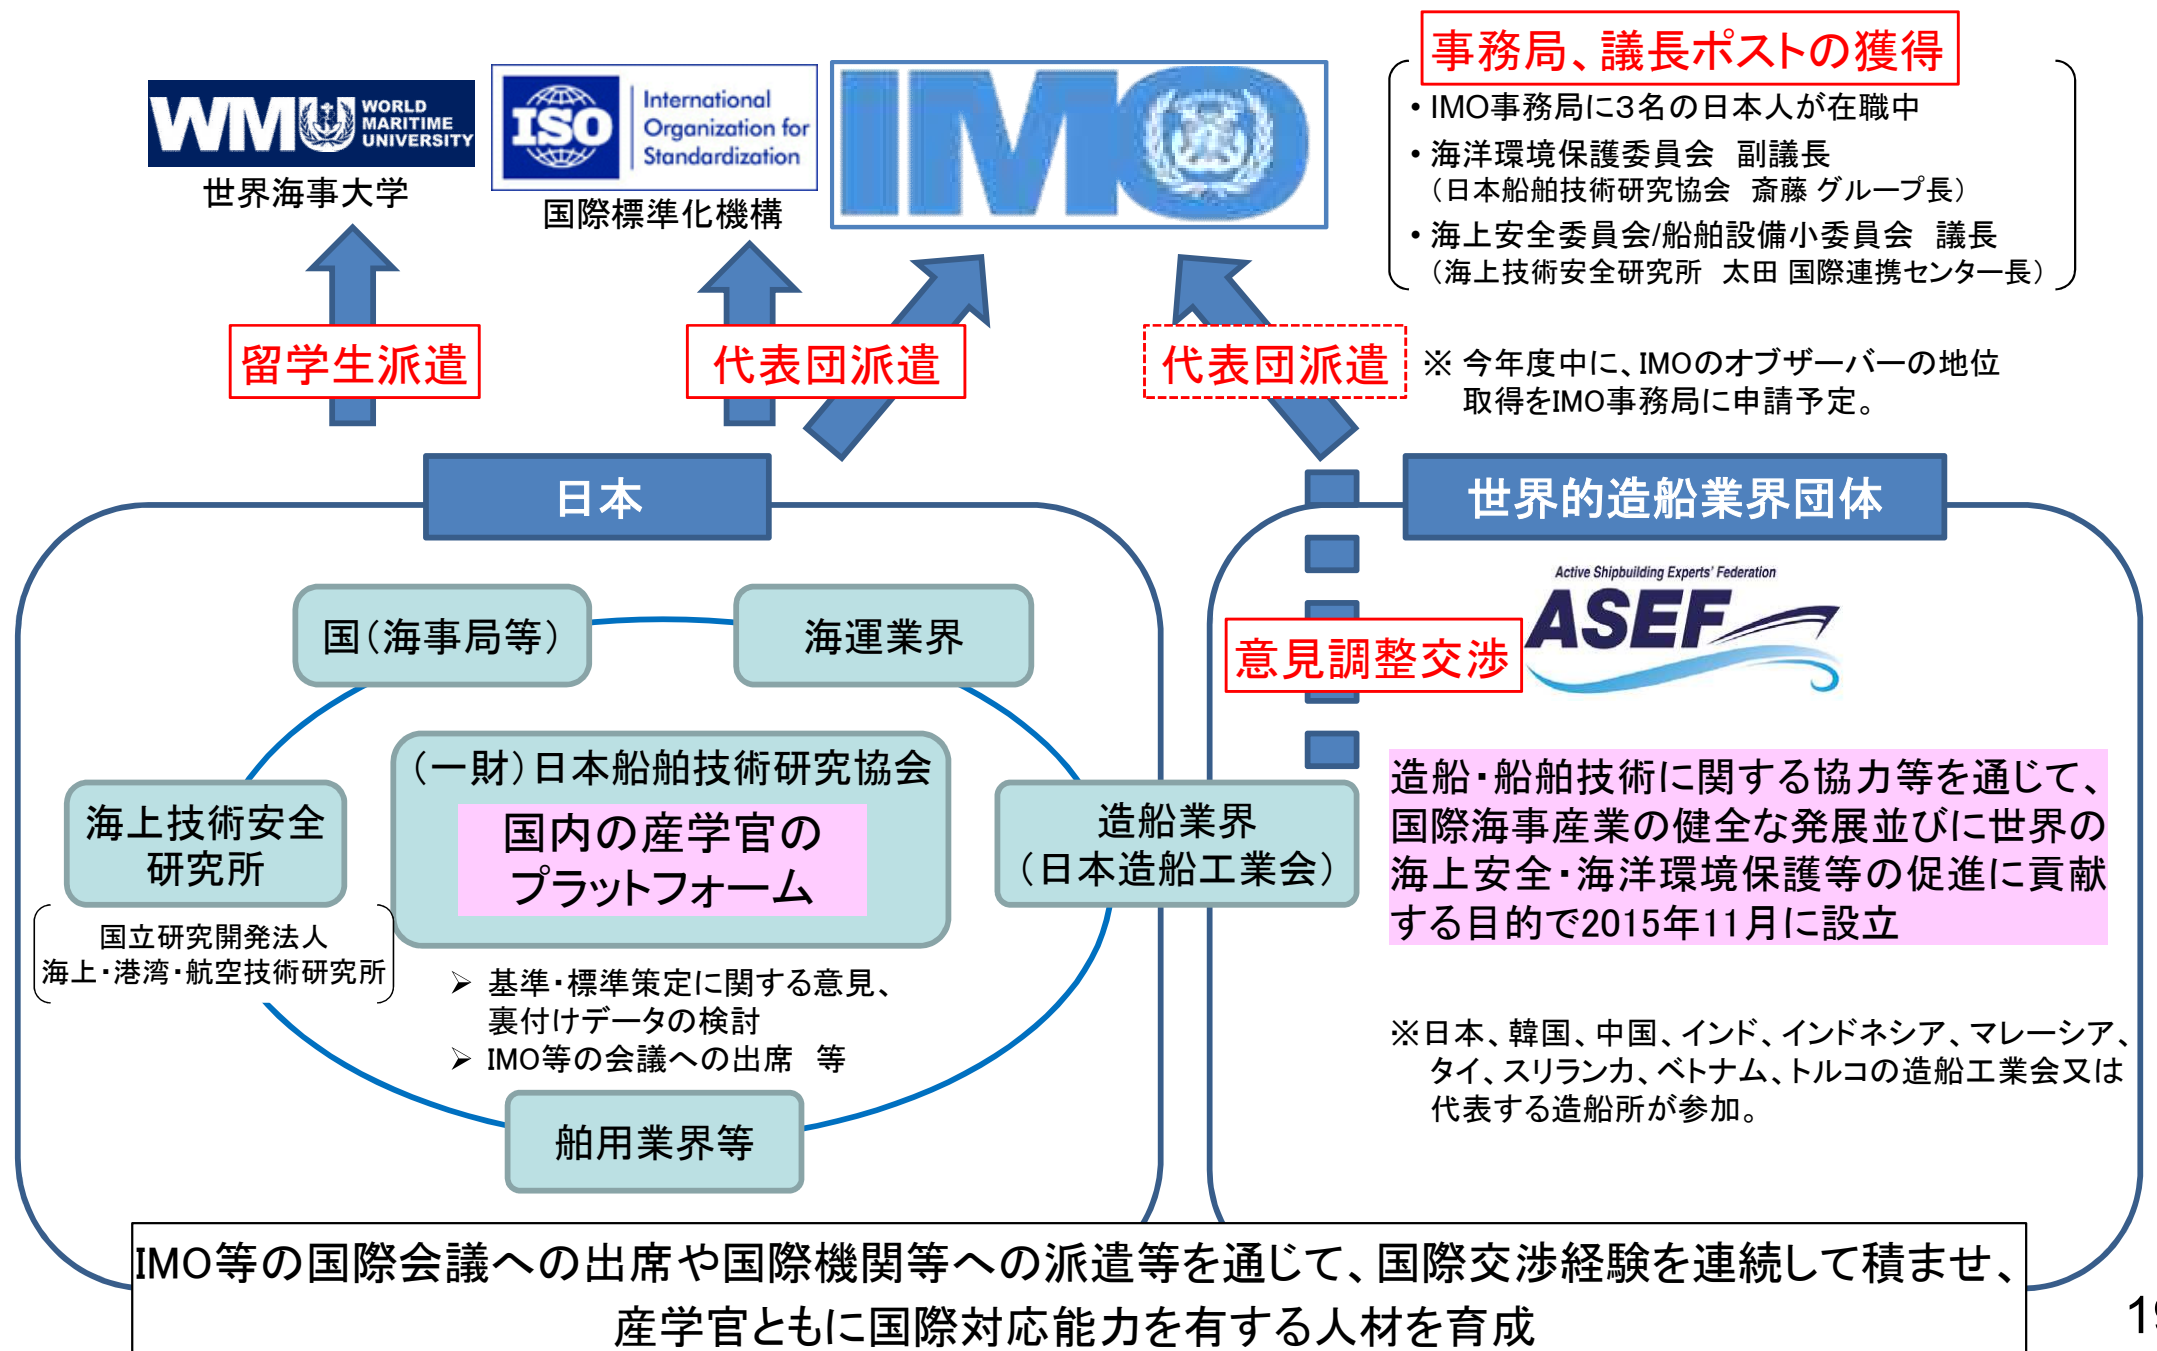 事務局、議長ポストの獲得
・IMO事務局に３名の日本人が在職中
・海洋環境保護委員会　副議長
（日本船舶技術研究協会　斎藤 グループ長）
・海上安全委員会/船舶設備小委員会　議長
（海上技術安全研究所　太田 国際連携センター長）
WMU
WORLD
MARITIME
UNIVERSITY
世界海事大学
ISO
International
Organization for
Standardization
国際標準化機構
IMO
留学生派遣
代表団派遣
代表団派遣
※ 今年度中に、IMOのオブザーバーの地位
取得をIMO事務局に申請予定。
日本
国（海事局等）
海運業界
（一財）日本船舶技術研究協会
国内の産学官の
プラットフォーム
海上技術安全
研究所
国立研究開発法人
海上・港湾・航空技術研究所
造船業界
（日本造船工業会）
➢ 基準・標準策定に関する意見、
裏付けデータの検討
➢ IMO等の会議への出席　等
舶用業界等
世界的造船業界団体
Active Shipbuilding Experts' Federation
ASEF
意見調整交渉
造船・船舶技術に関する協力等を通じて、
国際海事産業の健全な発展並びに世界の
海上安全・海洋環境保護等の促進に貢献
する目的で2015年11月に設立
※日本、韓国、中国、インド、インドネシア、マレーシア、
タイ、スリランカ、ベトナム、トルコの造船工業会又は
代表する造船所が参加。
IMO等の国際会議への出席や国際機関等への派遣等を通じて、国際交渉経験を連続して積ませ、
産学官ともに国際対応能力を有する人材を育成
19